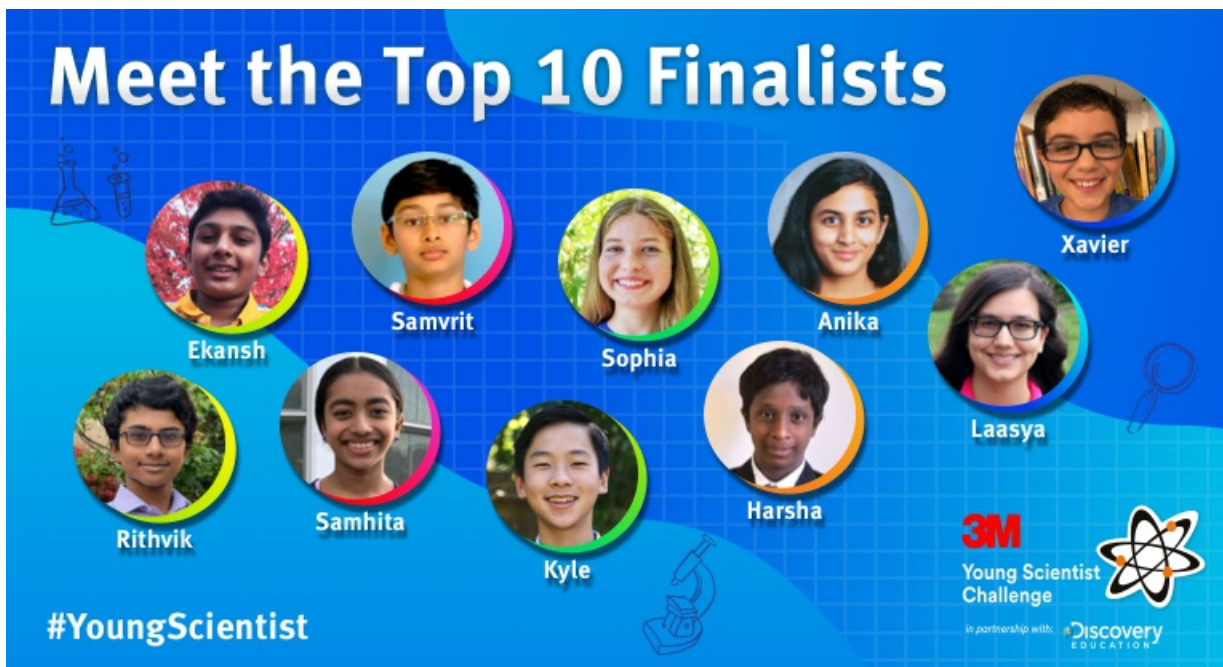 Meet the Top 10 Finalists
Xavier
Samvrit
Anika
Ekansh
Sophia
Laasya
Samhita
Harsha
Rithvik
Kyle
3M
Young Scientist
Challenge
in partnership with:
Discovery
EDUCATION
#YoungScientist